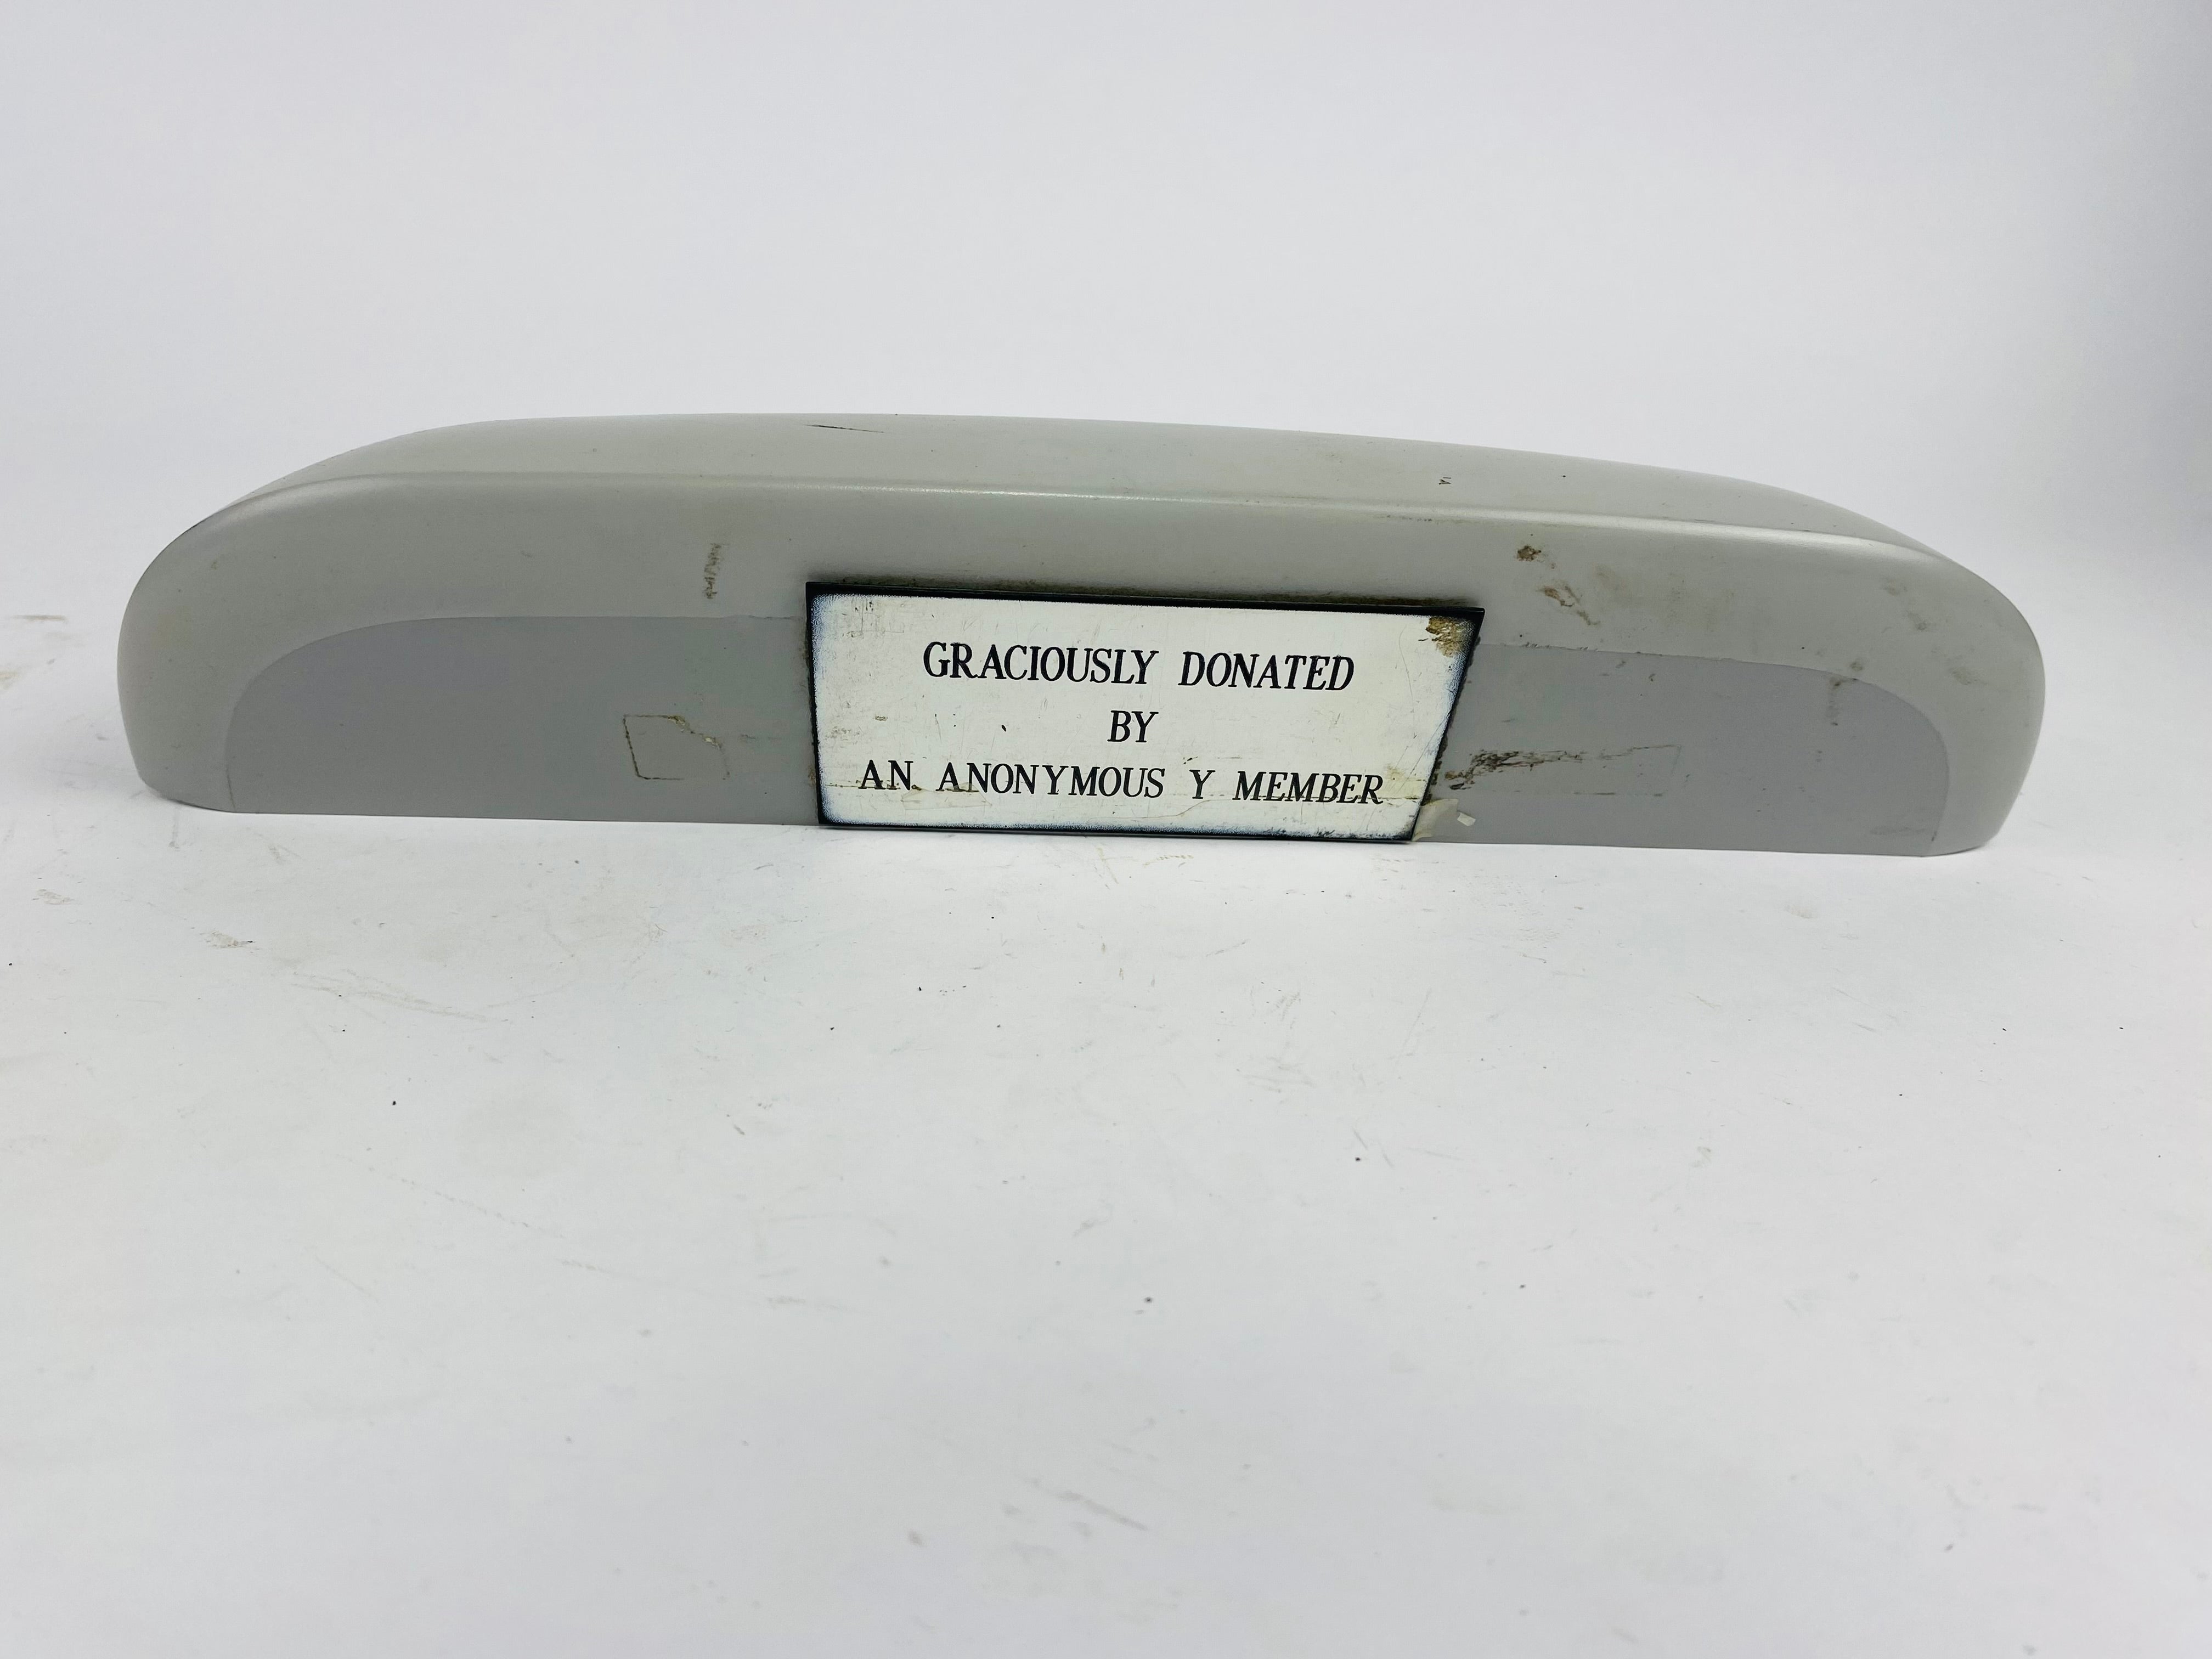 GRACIOUSLY DONATED
BY
AN ANONYMOUS Y MEMBER